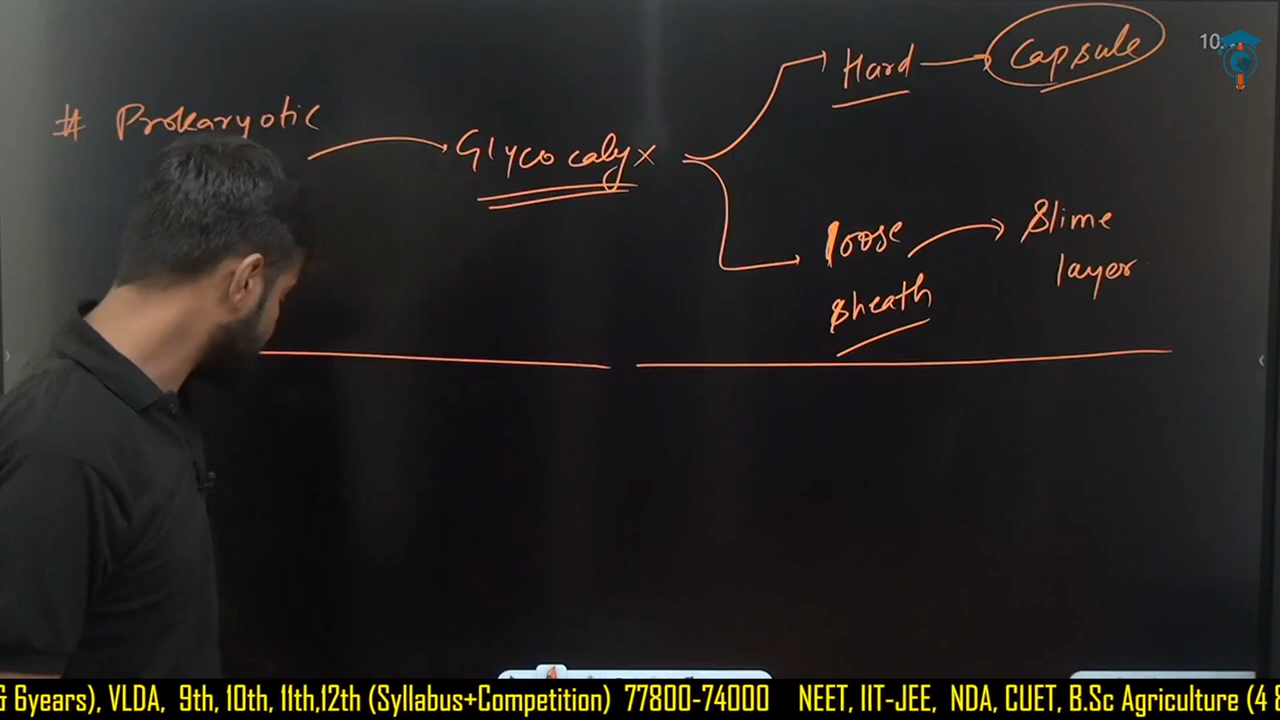 # Prokaryotic
Glycocalyx
Hard
Capsule
loose
sheath
Slime
layer
10
& 6years), VLDA, 9th, 10th, 11th,12th (Syllabus+Competition) 77800-74000 NEET, IIT-JEE, NDA, CUET, B.Sc Agriculture (4 &